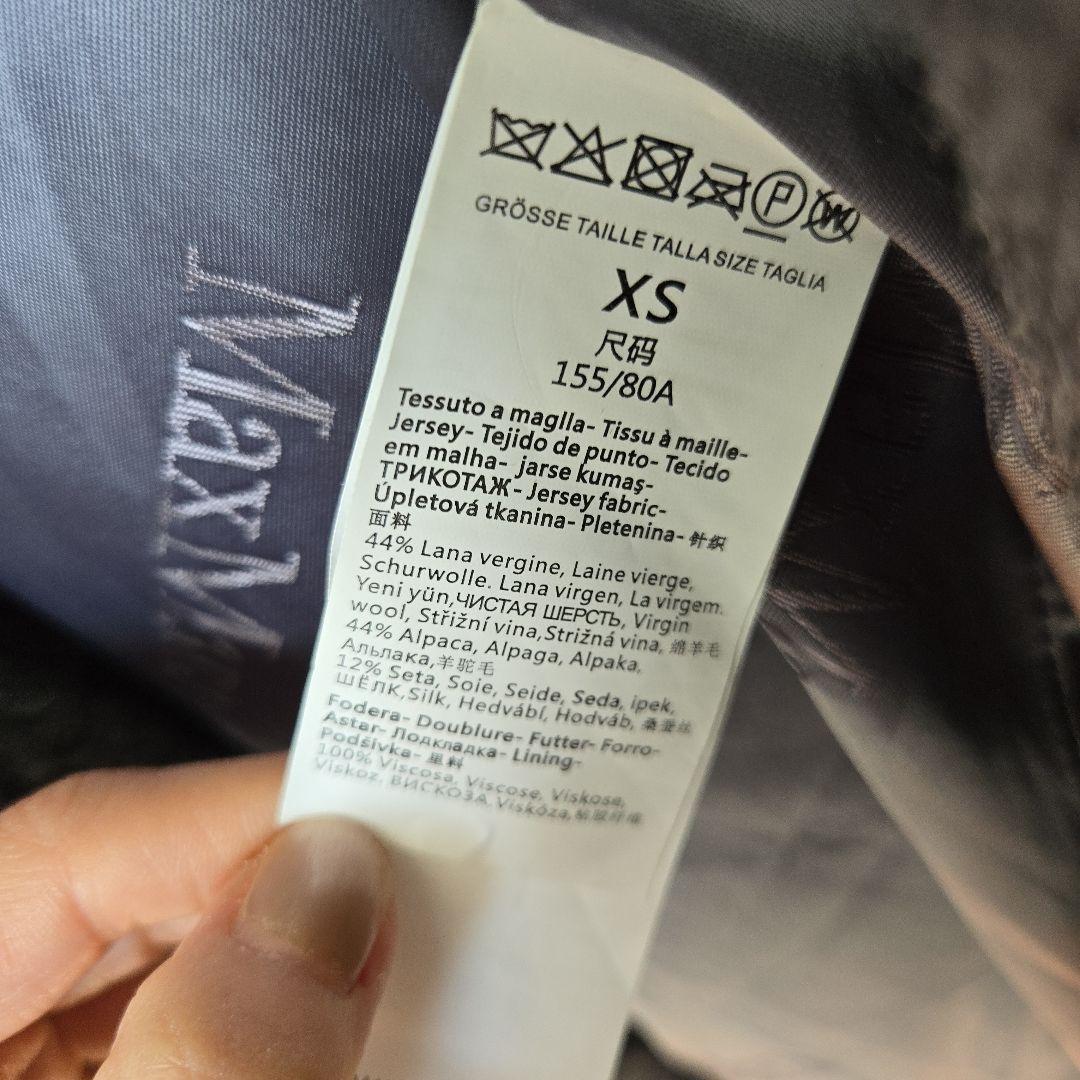 MaxM
P
W
GRÖSSE TAILLE TALLA SIZE TAGLIA
XS
尺码
155/80A
Tessuto a maglla- Tissu à maille-
Jersey- Tejido de punto- Tecido
em malha- jarse kumaş-
ТРИКОТАЖ- Jersey fabric-
Úpletová tkanina- Pletenina- 针织
面料
44% Lana vergine, Laine vierge,
Schurwolle. Lana virgen, La virgem.
Yeni yün,ЧИСТАЯ ШЕРСТЬ, Virgin
wool, Střižní vina,Strižná vina, 绵羊毛
44% Alpaca, Alpaga, Alpaka,
Альпака,羊驼毛
12% Seta, Soie, Seide, Seda, ipek,
ШЁЛК,Silk, Hedvábí, Hodváb, 桑蚕丝
Fodera- Doublure- Futter- Forro-
Astar- Подкладка- Lining-
Podšívka- 里料
100% Viscosa, Viscose, Viskose,
Viskoz, ВИСКОЗА,Viskóza,粘胶纤维